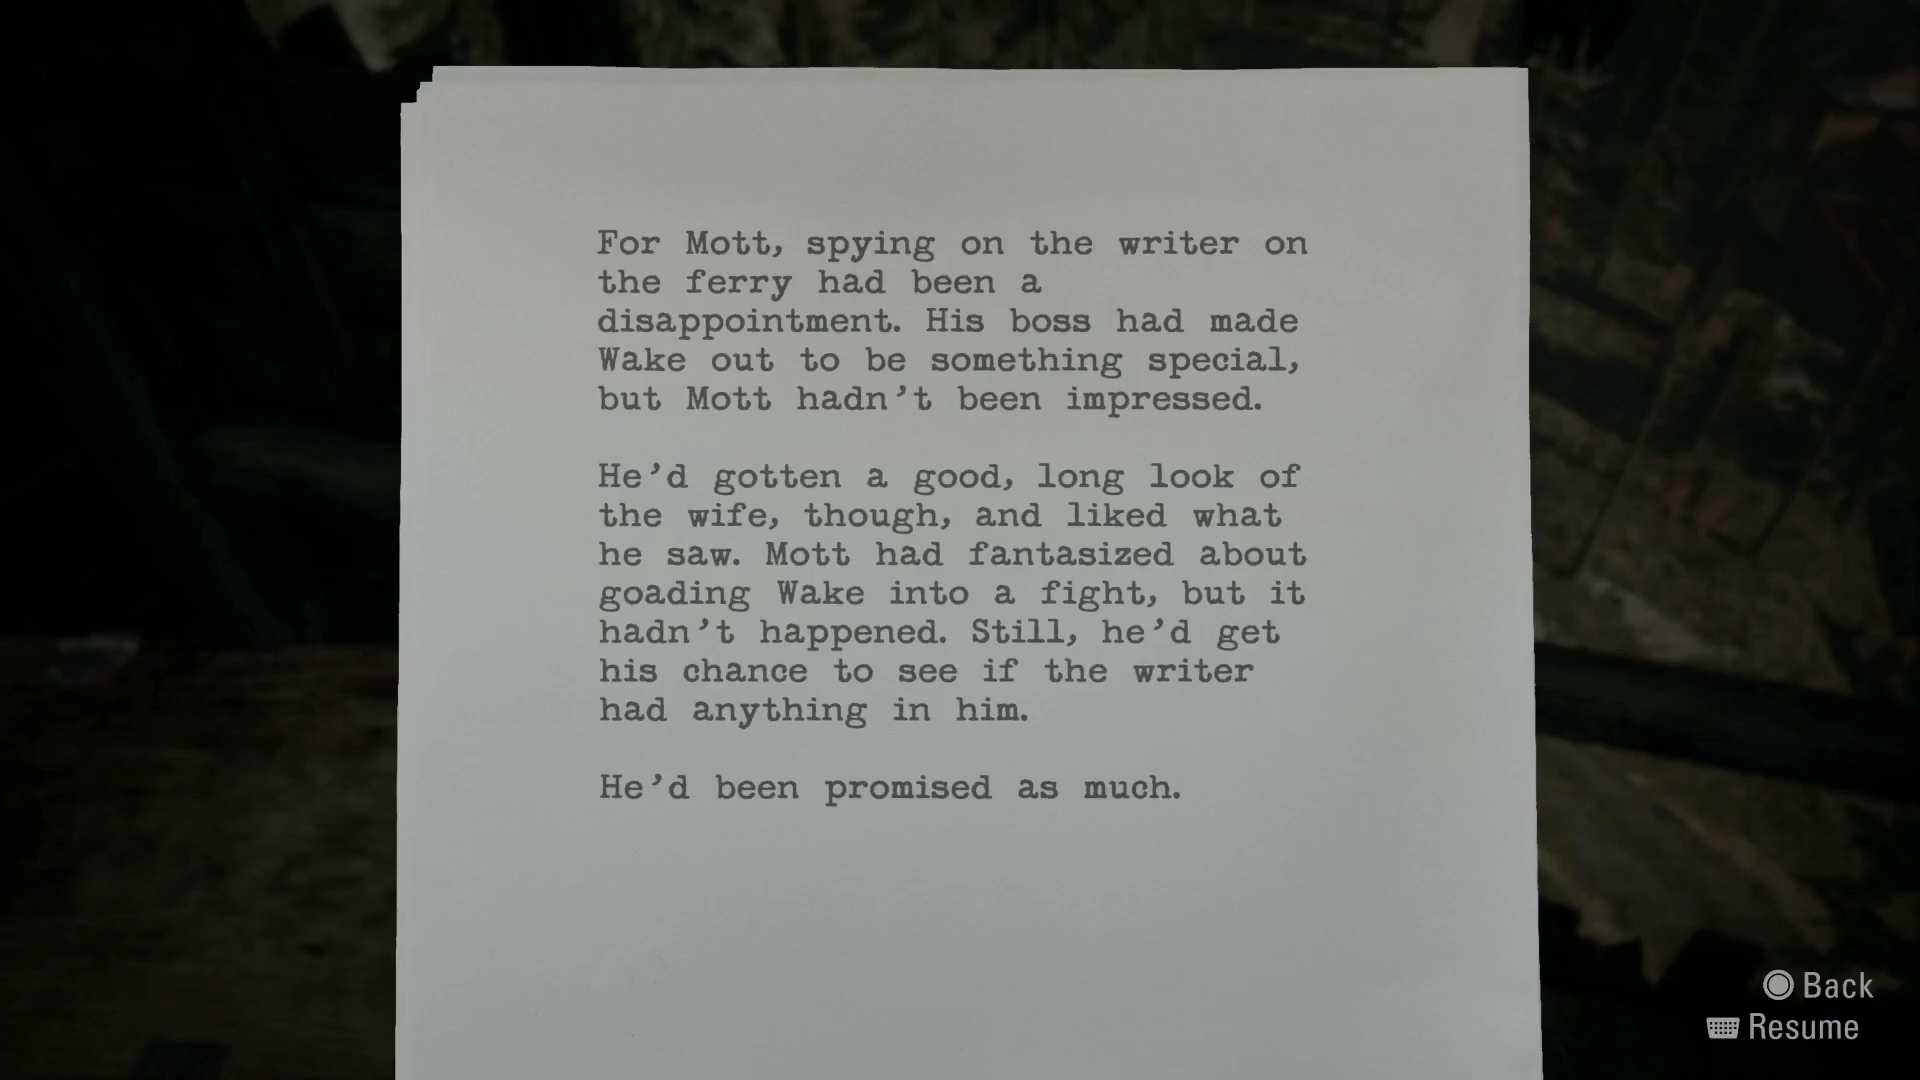 For Mott, spying on the writer on
the ferry had been a
disappointment. His boss had made
Wake out to be something special,
but Mott hadn’t been impressed.
He’d gotten a good, long look of
the wife, though, and liked what
he saw. Mott had fantasized about
goading Wake into a fight, but it
hadn’t happened. Still, he’d get
his chance to see if the writer
had anything in him.
He’d been promised as much.
Back
Resume